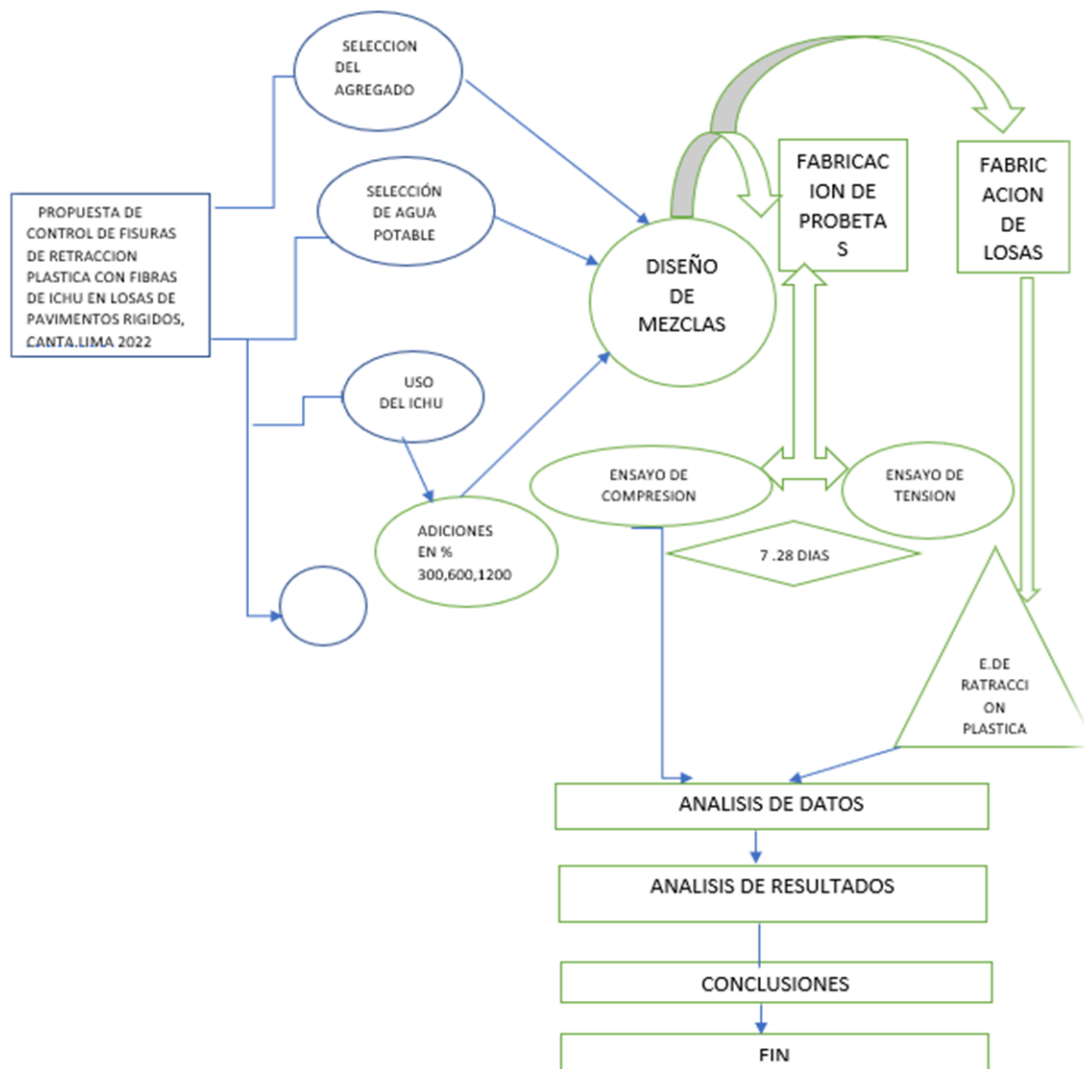 SELECCION
DEL
AGREGADO
PROPUESTA DE
CONTROL DE FISURAS
DE RETRACCION
PLASTICA CON FIBRAS
DE ICHU EN LOSAS DE
PAVIMENTOS RIGIDOS,
CANTA.LIMA 2022
SELECCIÓN
DE AGUA
POTABLE
USO
DEL ICHU
ADICIONES
EN %
300,600,1200
DISEÑO
DE
MEZCLAS
FABRICAC
ION DE
PROBETA
S
FABRIC
ACION
DE
LOSAS
ENSAYO DE
COMPRESION
ENSAYO DE
TENSION
7 .28 DIAS
E.DE
RATRACCI
ON
PLASTICA
ANALISIS DE DATOS
ANALISIS DE RESULTADOS
CONCLUSIONES
FIN